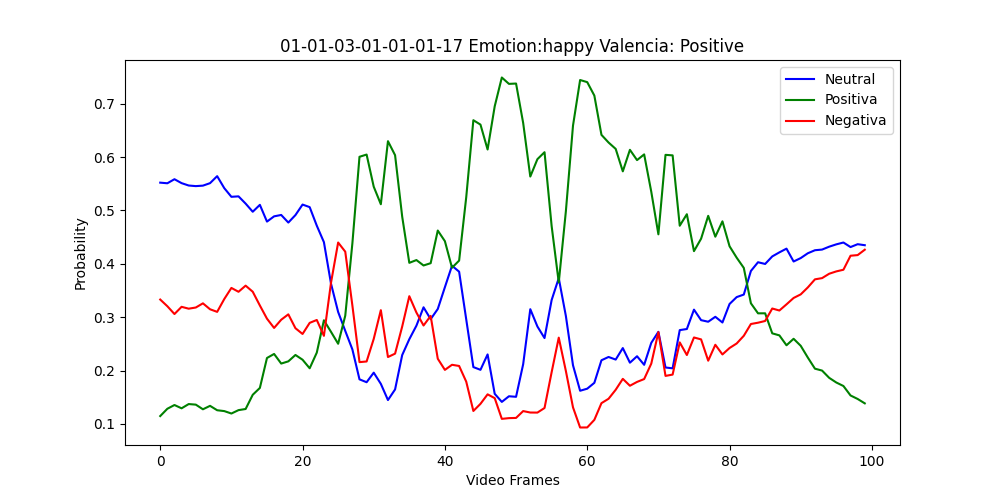 01-01-03-01-01-01-17 Emotion:happy Valencia: Positive
Neutral
Positiva
Negativa
Probability
0.7
0.6
0.5
0.4
0.3
0.2
0.1
0 20 40 60 80 100
Video Frames